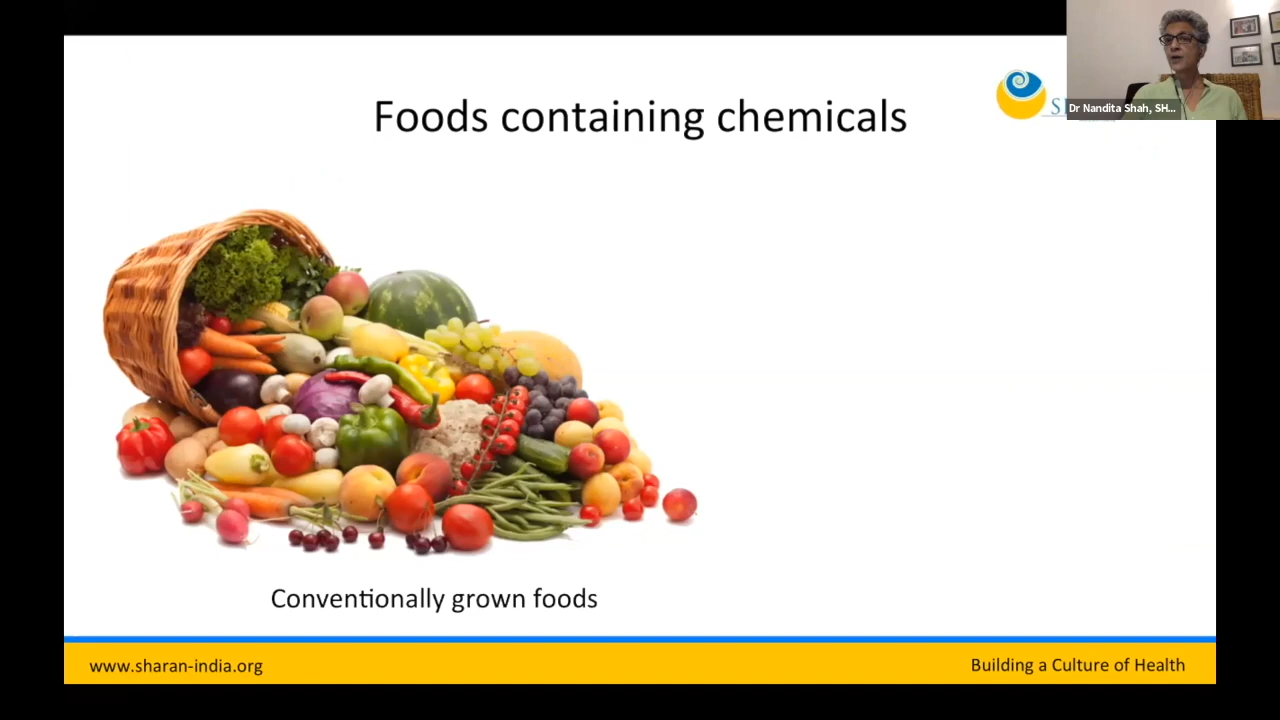 Foods containing chemicals
S
Dr Nandita Shah, SH...
Conventionally grown foods
www.sharan-india.org
Building a Culture of Health